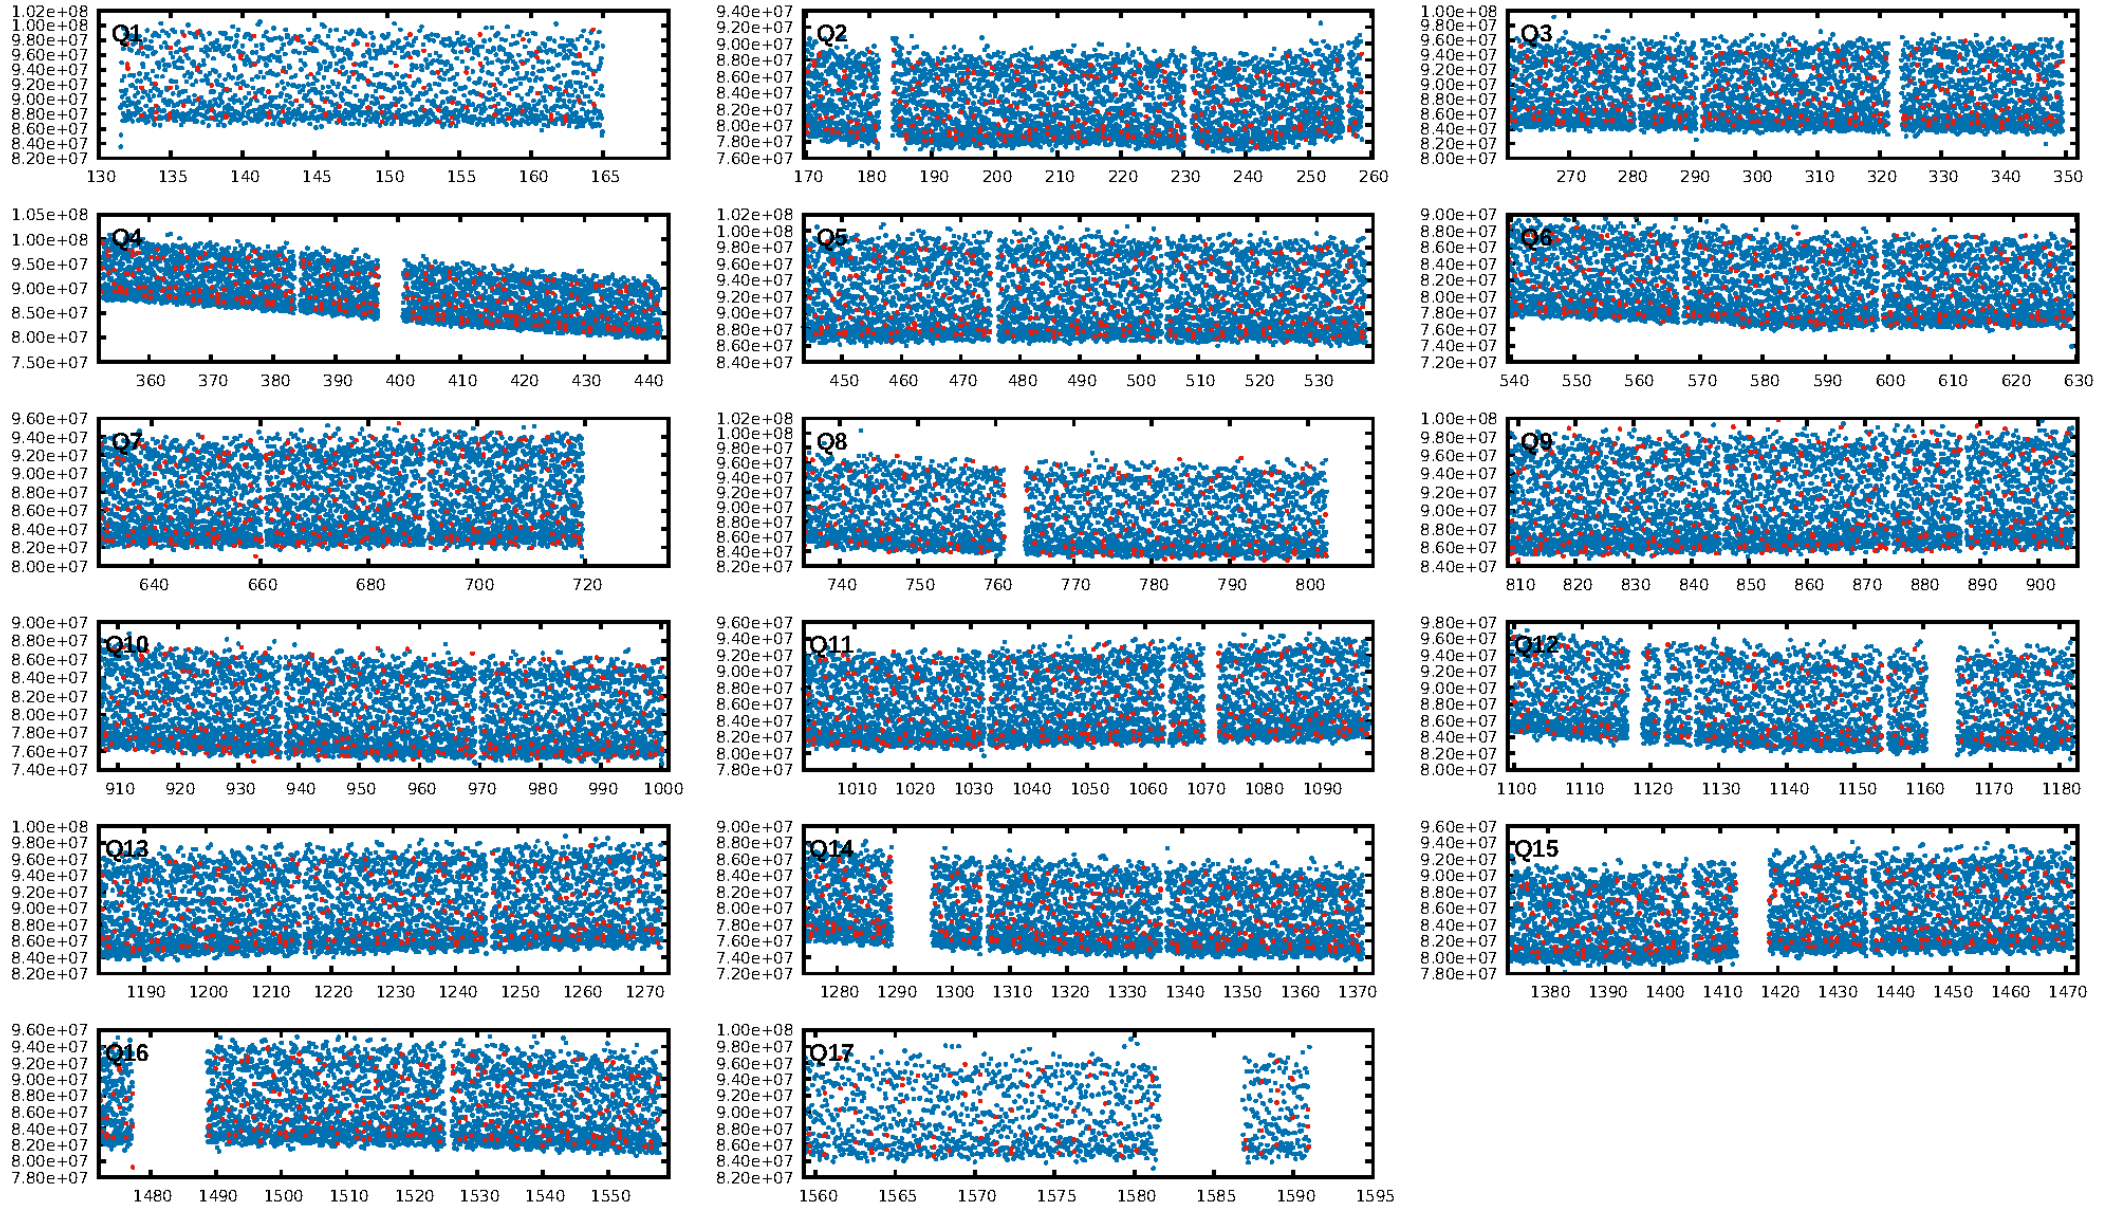 1.02e+08 1.00e+08 9.80e+07 9.60e+07 9.40e+07 9.20e+07 9.00e+07 8.80e+07 8.60e+07 8.40e+07 8.20e+07
Q1
130 135 140 145 150 155 160 165
9.40e+07 9.20e+07 9.00e+07 8.80e+07 8.60e+07 8.40e+07 8.20e+07 8.00e+07 7.80e+07 7.60e+07
Q2
170 180 190 200 210 220 230 240 250 260
1.00e+08 9.80e+07 9.60e+07 9.40e+07 9.20e+07 9.00e+07 8.80e+07 8.60e+07 8.40e+07 8.20e+07 8.00e+07
Q3
270 280 290 300 310 320 330 340 350
1.05e+08 1.00e+08 9.50e+07 9.00e+07 8.50e+07 8.00e+07 7.50e+07
Q4
360 370 380 390 400 410 420 430 440
1.02e+08 1.00e+08 9.80e+07 9.60e+07 9.40e+07 9.20e+07 9.00e+07 8.80e+07 8.60e+07 8.40e+07
Q5
450 460 470 480 490 500 510 520 530
9.00e+07 8.80e+07 8.60e+07 8.40e+07 8.20e+07 8.00e+07 7.80e+07 7.60e+07 7.40e+07 7.20e+07
Q6
540 550 560 570 580 590 600 610 620 630
9.60e+07 9.40e+07 9.20e+07 9.00e+07 8.80e+07 8.60e+07 8.40e+07 8.20e+07 8.00e+07
Q7
640 660 680 700 720
1.02e+08 1.00e+08 9.80e+07 9.60e+07 9.40e+07 9.20e+07 9.00e+07 8.80e+07 8.60e+07 8.40e+07 8.20e+07
Q8
740 750 760 770 780 790 800
1.00e+08 9.80e+07 9.60e+07 9.40e+07 9.20e+07 9.00e+07 8.80e+07 8.60e+07 8.40e+07
Q9
810 820 830 840 850 860 870 880 890 900
9.00e+07 8.80e+07 8.60e+07 8.40e+07 8.20e+07 8.00e+07 7.80e+07 7.60e+07 7.40e+07
Q10
910 920 930 940 950 960 970 980 990 1000
9.60e+07 9.40e+07 9.20e+07 9.00e+07 8.80e+07 8.60e+07 8.40e+07 8.20e+07 8.00e+07 7.80e+07
Q11
1010 1020 1030 1040 1050 1060 1070 1080 1090
9.80e+07 9.60e+07 9.40e+07 9.20e+07 9.00e+07 8.80e+07 8.60e+07 8.40e+07 8.20e+07 8.00e+07
Q12
1100 1110 1120 1130 1140 1150 1160 1170 1180
1.00e+08 9.80e+07 9.60e+07 9.40e+07 9.20e+07 9.00e+07 8.80e+07 8.60e+07 8.40e+07 8.20e+07
Q13
1190 1200 1210 1220 1230 1240 1250 1260 1270
9.00e+07 8.80e+07 8.60e+07 8.40e+07 8.20e+07 8.00e+07 7.80e+07 7.60e+07 7.40e+07 7.20e+07
Q14
1280 1290 1300 1310 1320 1330 1340 1350 1360 1370
9.60e+07 9.40e+07 9.20e+07 9.00e+07 8.80e+07 8.60e+07 8.40e+07 8.20e+07 8.00e+07 7.80e+07
Q15
1380 1390 1400 1410 1420 1430 1440 1450 1460 1470
9.60e+07 9.40e+07 9.20e+07 9.00e+07 8.80e+07 8.60e+07 8.40e+07 8.20e+07 8.00e+07 7.80e+07
Q16
1480 1490 1500 1510 1520 1530 1540 1550
1.00e+08 9.80e+07 9.60e+07 9.40e+07 9.20e+07 9.00e+07 8.80e+07 8.60e+07 8.40e+07 8.20e+07
Q17
1560 1565 1570 1575 1580 1585 1590 1595